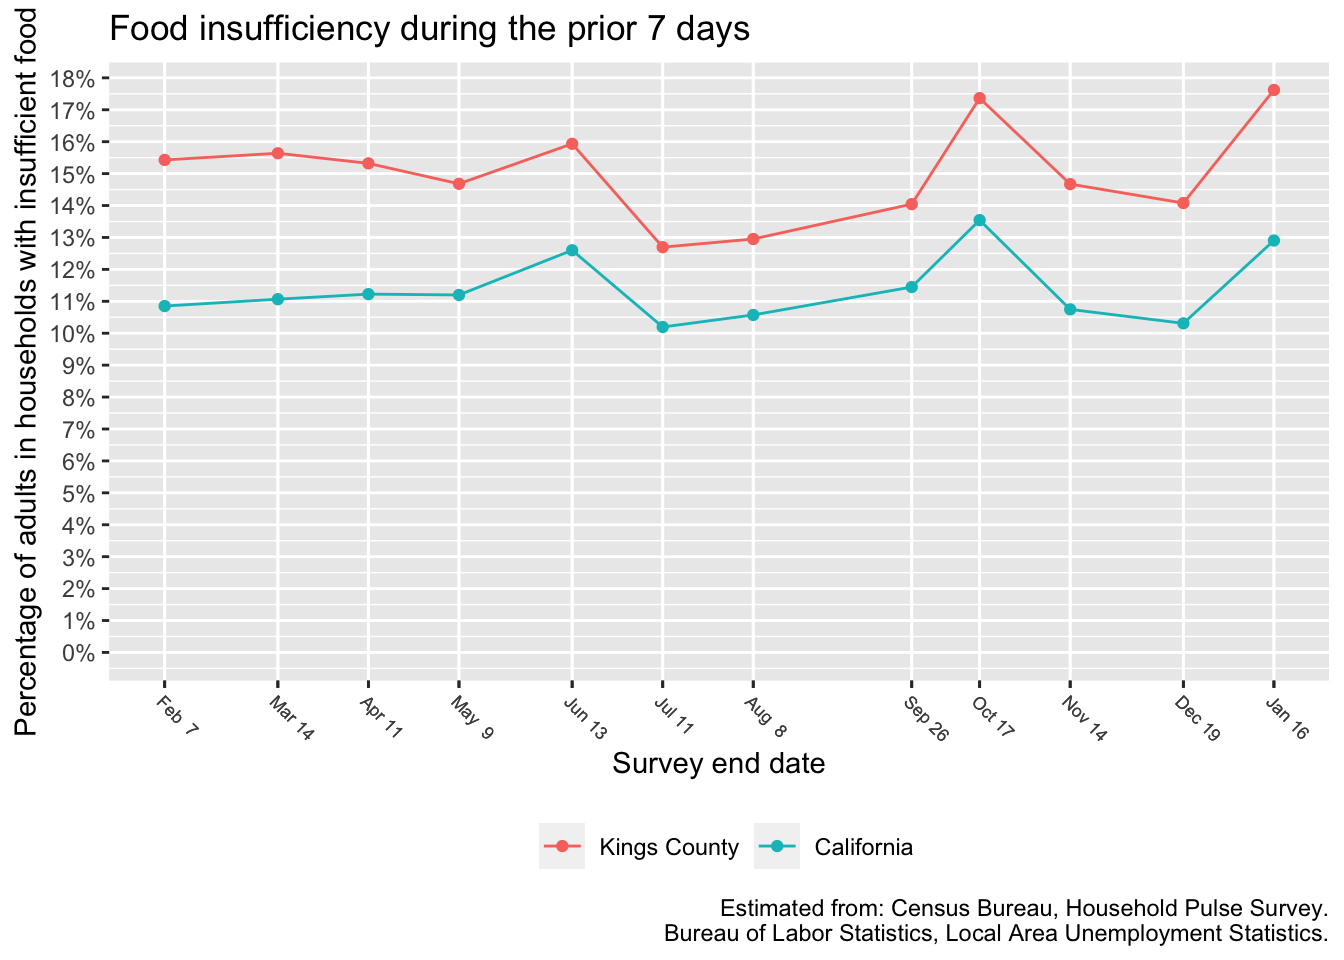 Food insufficiency during the prior 7 days
Percentage of adults in households with insufficient food
18%
17%
16%
15%
14%
13%
12%
11%
10%
9%
8%
7%
6%
5%
4%
3%
2%
1%
0%
Feb 7
Mar 14
Apr 11
May 9
Jun 13
Jul 11
Aug 8
Sep 26
Oct 17
Nov 14
Dec 19
Jan 16
Survey end date
Kings County
California
Estimated from: Census Bureau, Household Pulse Survey.
Bureau of Labor Statistics, Local Area Unemployment Statistics.